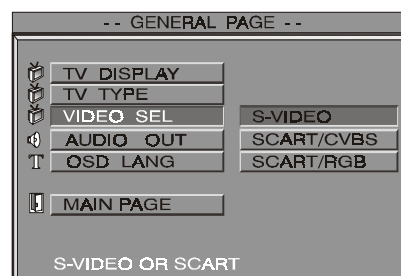 -- GENERAL PAGE --
TV DISPLAY
TV TYPE
VIDEO SEL S-VIDEO
AUDIO OUT SCART/CVBS
T OSD LANG SCART/RGB
MAIN PAGE
S-VIDEO OR SCART